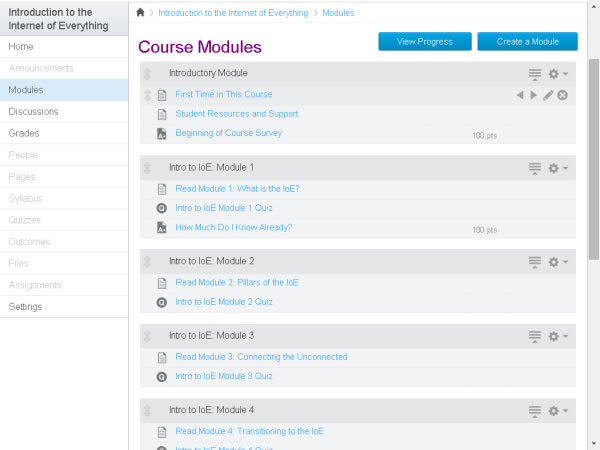 Introduction to the
Internet of Everything
Home
Announcements
Modules
Discussions
Grades
People
Pages
Syllabus
Quizzes
Outcomes
Files
Assignments
Settings
Introduction to the Internet of Everything > Modules
Course Modules
View Progress
Create a Module
Introductory Module
First Time in This Course
Student Resources and Support
Beginning of Course Survey
100 pts
Intro to IoE: Module 1
Read Module 1: What is the IoE?
Intro to IoE Module 1 Quiz
How Much Do I Know Already?
100 pts
Intro to IoE: Module 2
Read Module 2: Pillars of the IoE
Intro to IoE Module 2 Quiz
Intro to IoE: Module 3
Read Module 3: Connecting the Unconnected
Intro to IoE Module 3 Quiz
Intro to IoE: Module 4
Read Module 4: Transitioning to the IoE
Intro to IoE Module 4 Quiz